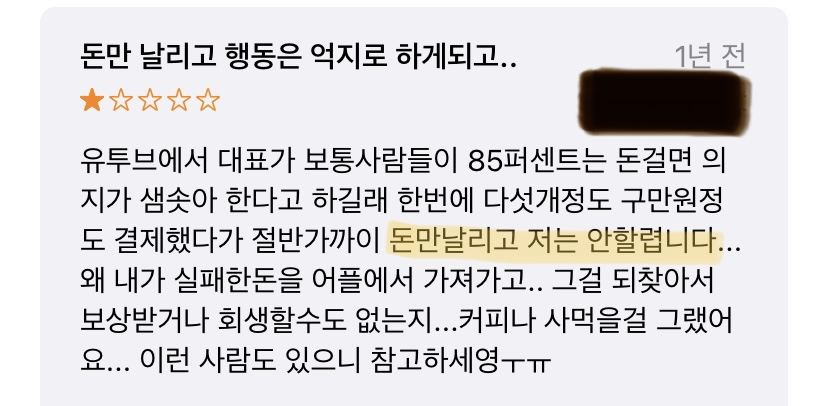 돈만 날리고 행동은 억지로 하게되고..
1년 전
유투브에서 대표가 보통사람들이 85퍼센트는 돈걸면 의
지가 샘솟아 한다고 하길래 한번에 다섯개정도 구만원정
도 결제했다가 절반가까이 돈만날리고 저는 안할렵니다...
왜 내가 실패한돈을 어플에서 가져가고.. 그걸 되찾아서
보상받거나 회생할수도 없는지...커피나 사먹을걸 그랬어
요... 이런 사람도 있으니 참고하세영ㅜㅠ